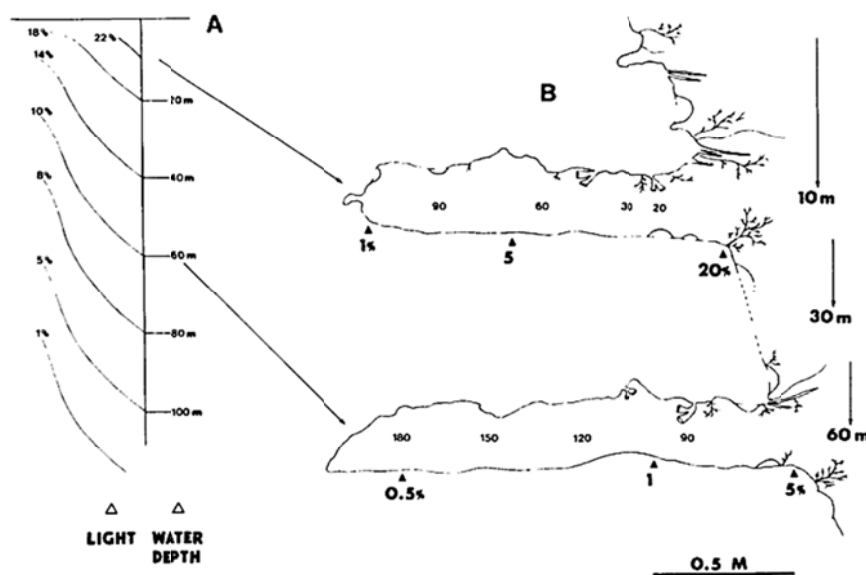 A
18%
22%
14%
10%
8%
5%
1%
20m
40m
60m
80m
100m
LIGHT
WATER DEPTH
B
90 60 30 20
1% 5 20%
10m
30m
180 150 120 90
0.5% 1 5%
60m
0.5 M